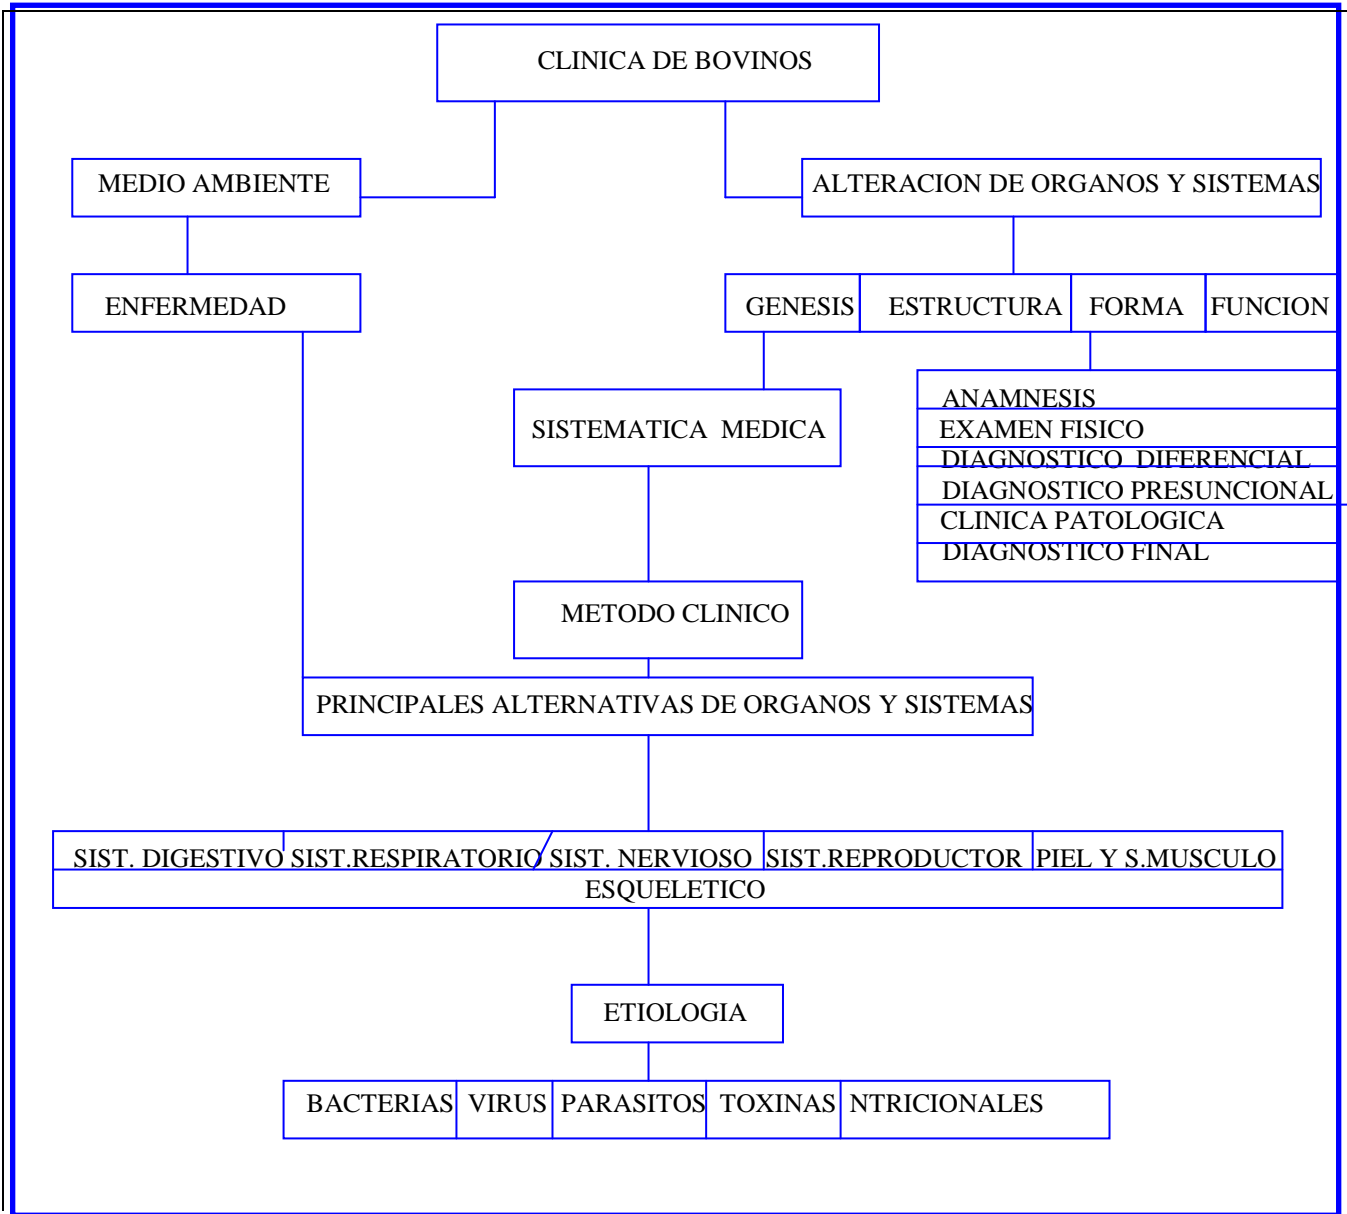 CLINICA DE BOVINOS
MEDIO AMBIENTE
ALTERACION DE ORGANOS Y SISTEMAS
ENFERMEDAD
GENESIS ESTRUCTURA FORMA FUNCION
ANAMNESIS
SISTEMATICA MEDICA
EXAMEN FISICO
DIAGNOSTICO DIFERENCIAL
DIAGNOSTICO PRESUNCIONAL
CLINICA PATOLOGICA
DIAGNOSTICO FINAL
METODO CLINICO
PRINCIPALES ALTERNATIVAS DE ORGANOS Y SISTEMAS
SIST. DIGESTIVO SIST.RESPIRATORIO SIST. NERVIOSO SIST.REPRODUCTOR PIEL Y S.MUSCULO
ESQUELETICO
ETIOLOGIA
BACTERIAS VIRUS PARASITOS TOXINAS NTRICIONALES